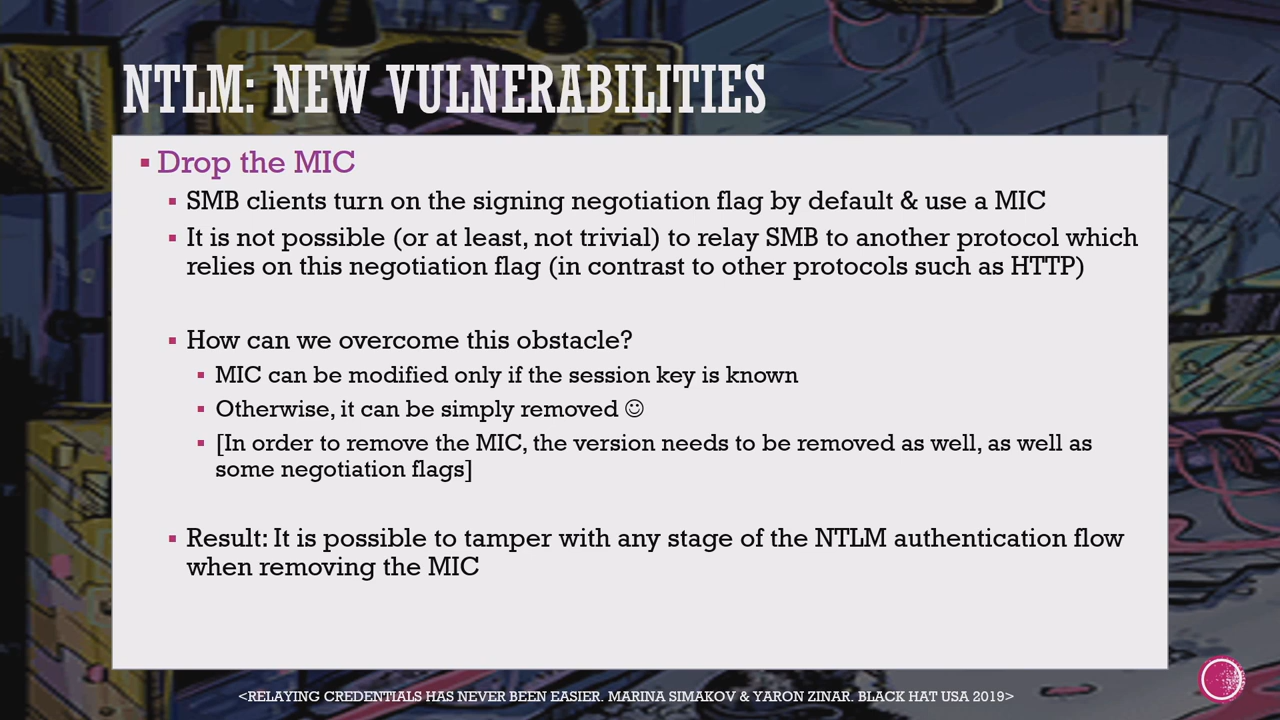 NTLM: NEW VULNERABILITIES
▪ Drop the MIC
▪ SMB clients turn on the signing negotiation flag by default & use a MIC
▪ It is not possible (or at least, not trivial) to relay SMB to another protocol which
relies on this negotiation flag (in contrast to other protocols such as HTTP)
▪ How can we overcome this obstacle?
▪ MIC can be modified only if the session key is known
▪ Otherwise, it can be simply removed ☺
▪ [In order to remove the MIC, the version needs to be removed as well, as well as
some negotiation flags]
▪ Result: It is possible to tamper with any stage of the NTLM authentication flow
when removing the MIC
<RELAYING CREDENTIALS HAS NEVER BEEN EASIER. MARINA SIMAKOV & YARON ZINAR. BLACK HAT USA 2019>